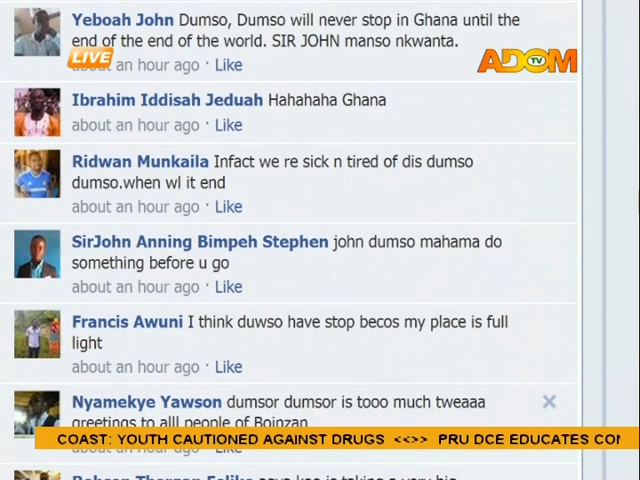 Yeboah John Dumso, Dumso will never stop in Ghana until the
end of the end of the world. SIR JOHN manso nkwanta.
LIVE
about an hour ago · Like
ADOM TV
Ibrahim Iddisah Jeduah Hahahaha Ghana
about an hour ago · Like
Ridwan Munkaila Infact we re sick n tired of dis dumso
dumso.when wl it end
about an hour ago · Like
SirJohn Anning Bimpeh Stephen john dumso mahama do
something before u go
about an hour ago · Like
Francis Awuni I think duwso have stop becos my place is full
light
about an hour ago · Like
Nyamekye Yawson dumsor dumsor is tooo much tweaaa
greetings to alll people of Boinzan
COAST: YOUTH CAUTIONED AGAINST DRUGS <<>> PRU DCE EDUCATES CO